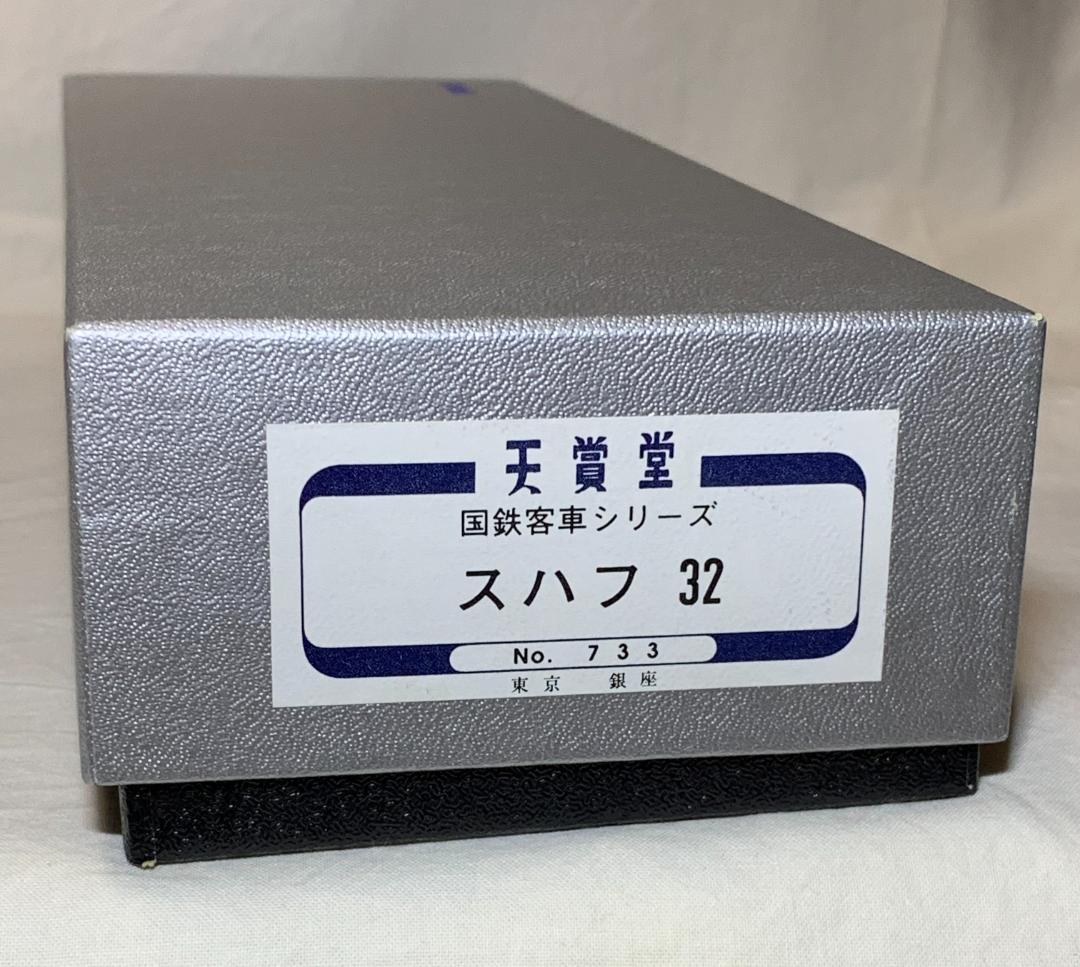 天賞堂
国鉄客車シリーズ
スハフ 32
No. 733
東京 銀座